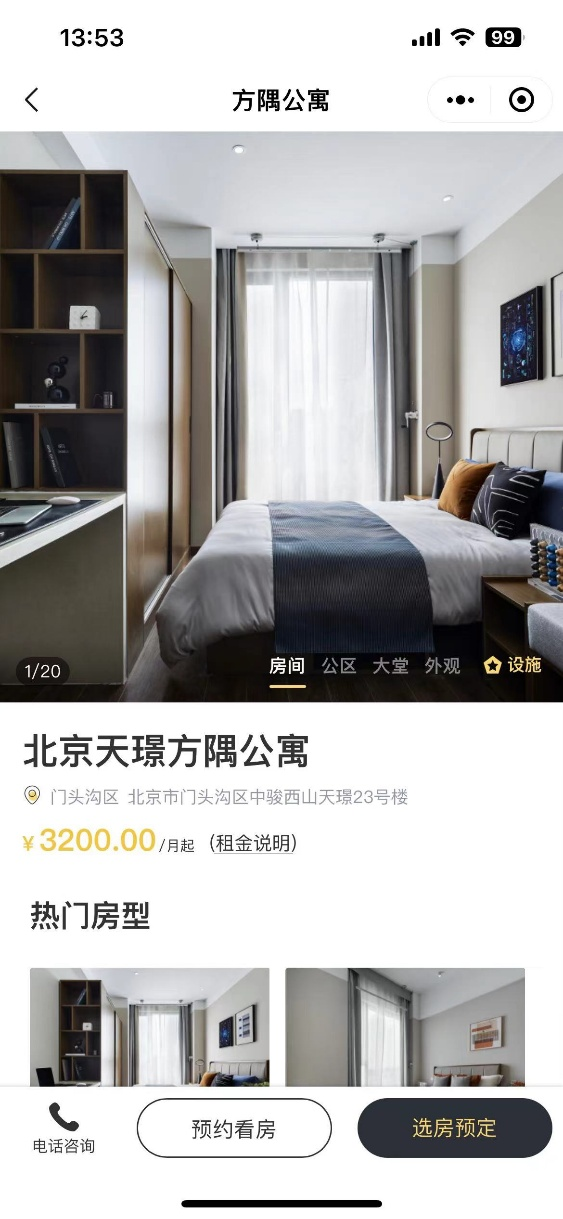 13:53
99
方隅公寓
1/20
房间 公区 大堂 外观 设施
北京天璟方隅公寓
门头沟区 北京市门头沟区中骏西山天璟23号楼
¥3200.00/月起 (租金说明)
热门房型
电话咨询
预约看房
选房预定